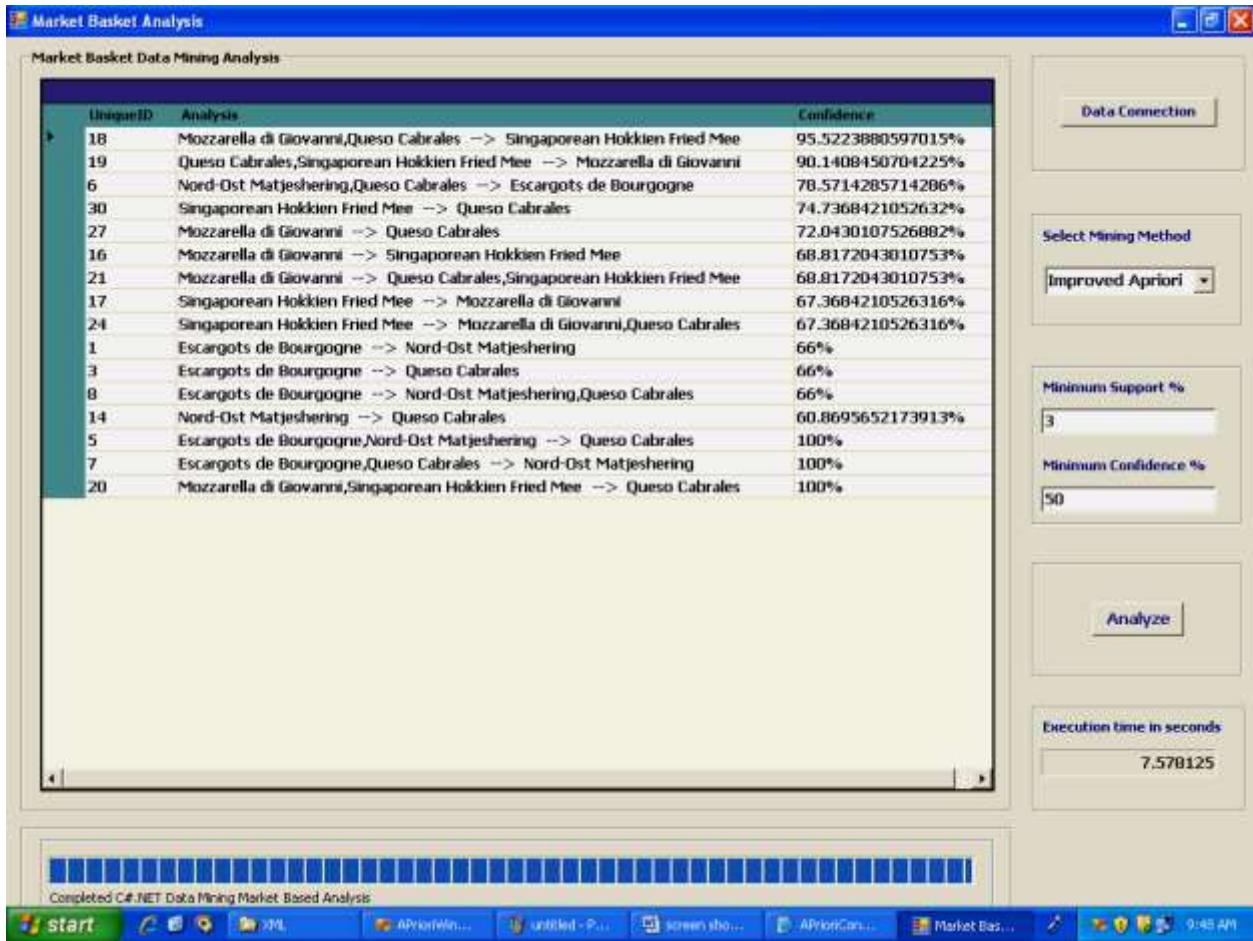 Market Basket Analysis
Market Basket Data Mining Analysis
UniqueID Analysis Confidence
18 Mozzarella di Giovanni,Queso Cabrales --> Singaporean Hokkien Fried Mee 95.5223880597015%
19 Queso Cabrales,Singaporean Hokkien Fried Mee --> Mozzarella di Giovanni 90.1408450704225%
6 Nord-Ost Matjeshering,Queso Cabrales --> Escargots de Bourgogne 78.5714285714286%
30 Singaporean Hokkien Fried Mee --> Queso Cabrales 74.7368421052632%
27 Mozzarella di Giovanni --> Queso Cabrales 72.0430107526882%
16 Mozzarella di Giovanni --> Singaporean Hokkien Fried Mee 68.8172043010753%
21 Mozzarella di Giovanni --> Queso Cabrales,Singaporean Hokkien Fried Mee 68.8172043010753%
17 Singaporean Hokkien Fried Mee --> Mozzarella di Giovanni 67.3684210526316%
24 Singaporean Hokkien Fried Mee --> Mozzarella di Giovanni,Queso Cabrales 67.3684210526316%
1 Escargots de Bourgogne --> Nord-Ost Matjeshering 66%
3 Escargots de Bourgogne --> Queso Cabrales 66%
8 Escargots de Bourgogne --> Nord-Ost Matjeshering,Queso Cabrales 66%
14 Nord-Ost Matjeshering --> Queso Cabrales 60.8695652173913%
5 Escargots de Bourgogne,Nord-Ost Matjeshering --> Queso Cabrales 100%
7 Escargots de Bourgogne,Queso Cabrales --> Nord-Ost Matjeshering 100%
20 Mozzarella di Giovanni,Singaporean Hokkien Fried Mee --> Queso Cabrales 100%
Data Connection
Select Mining Method
Improved Apriori
Minimum Support %
3
Minimum Confidence %
50
Analyze
Execution time in seconds
7.578125
Completed C#.NET Data Mining Market Based Analysis
start XML APrioriWin... untitled - P... screen sho... APrioriCon... Market Bas... 9:45 AM